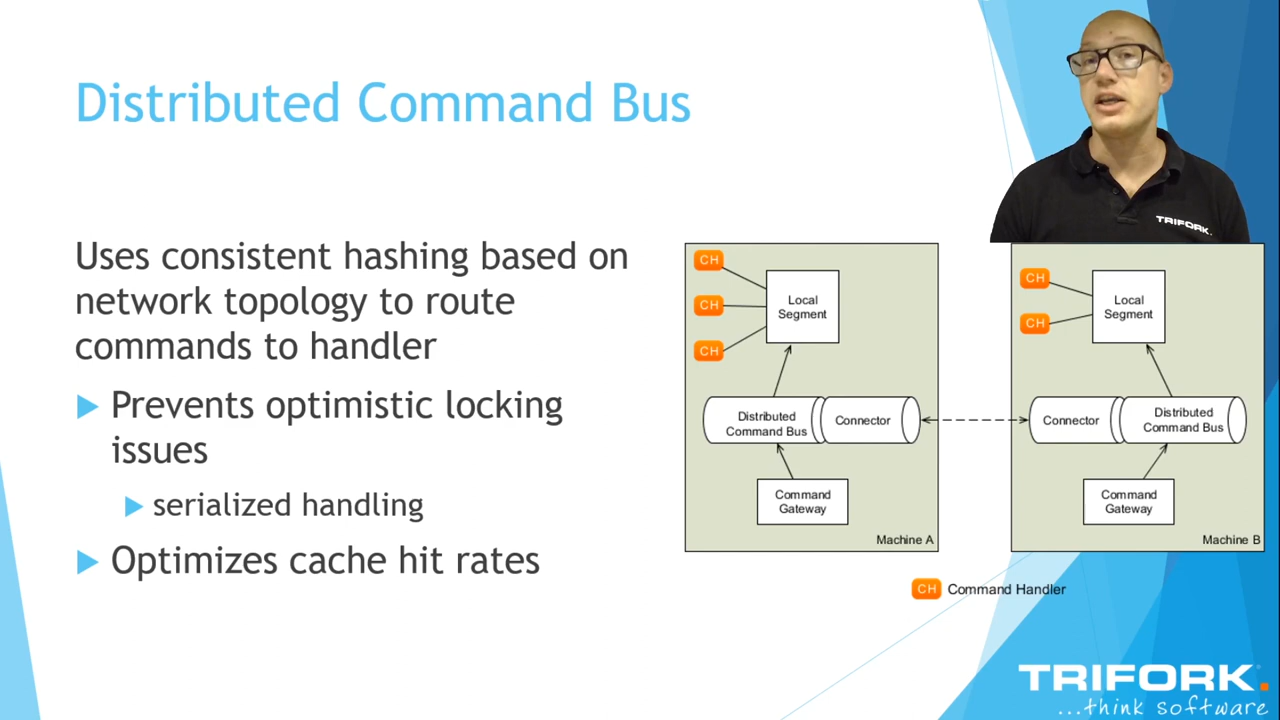 Distributed Command Bus
TRIFORK.
Uses consistent hashing based on
network topology to route
commands to handler
Prevents optimistic locking
issues
serialized handling
Optimizes cache hit rates
CH
CH
CH
Local
Segment
Distributed
Command Bus
Connector
Command
Gateway
Machine A
CH
CH
Local
Segment
Connector
Distributed
Command Bus
Command
Gateway
Machine B
CH Command Handler
TRIFORK.
...think software